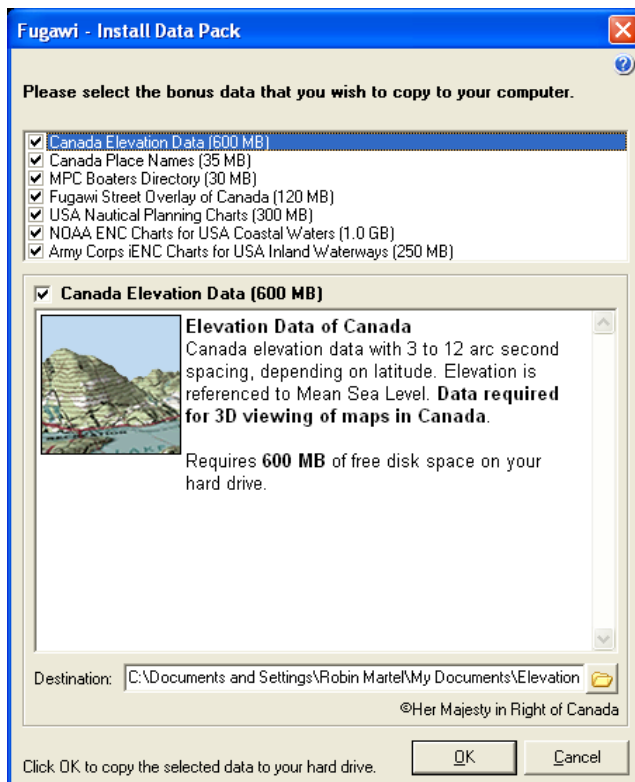 Fugawi - Install Data Pack
Please select the bonus data that you wish to copy to your computer.
Canada Elevation Data (600 MB)
Canada Place Names (35 MB)
MPC Boaters Directory (30 MB)
Fugawi Street Overlay of Canada (120 MB)
USA Nautical Planning Charts (300 MB)
NOAA ENC Charts for USA Coastal Waters (1.0 GB)
Army Corps iENC Charts for USA Inland Waterways (250 MB)
Canada Elevation Data (600 MB)
Elevation Data of Canada
Canada elevation data with 3 to 12 arc second
spacing, depending on latitude. Elevation is
referenced to Mean Sea Level. Data required
for 3D viewing of maps in Canada.
Requires 600 MB of free disk space on your
hard drive.
LAKE
Destination: C:\Documents and Settings\Robin Martel\My Documents\Elevation
©Her Majesty in Right of Canada
Click OK to copy the selected data to your hard drive. OK Cancel